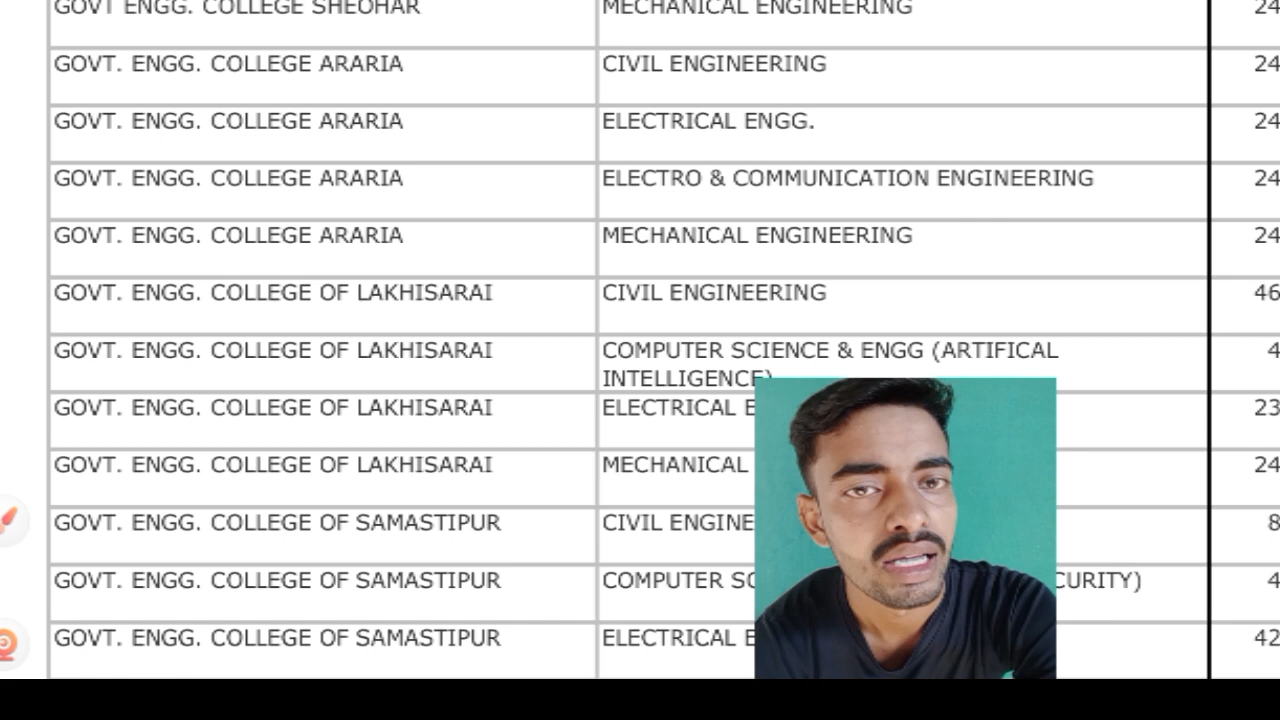 GOVT ENGG. COLLEGE SHEOHAR MECHANICAL ENGINEERING 24
GOVT. ENGG. COLLEGE ARARIA CIVIL ENGINEERING 24
GOVT. ENGG. COLLEGE ARARIA ELECTRICAL ENGG. 24
GOVT. ENGG. COLLEGE ARARIA ELECTRO & COMMUNICATION ENGINEERING 24
GOVT. ENGG. COLLEGE ARARIA MECHANICAL ENGINEERING 24
GOVT. ENGG. COLLEGE OF LAKHISARAI CIVIL ENGINEERING 46
GOVT. ENGG. COLLEGE OF LAKHISARAI COMPUTER SCIENCE & ENGG (ARTIFICAL 4
INTELLIGENCE)
GOVT. ENGG. COLLEGE OF LAKHISARAI ELECTRICAL 23
GOVT. ENGG. COLLEGE OF LAKHISARAI MECHANICAL 24
GOVT. ENGG. COLLEGE OF SAMASTIPUR CIVIL 8
GOVT. ENGG. COLLEGE OF SAMASTIPUR COMPUTER 4
GOVT. ENGG. COLLEGE OF SAMASTIPUR ELECTRICAL 42